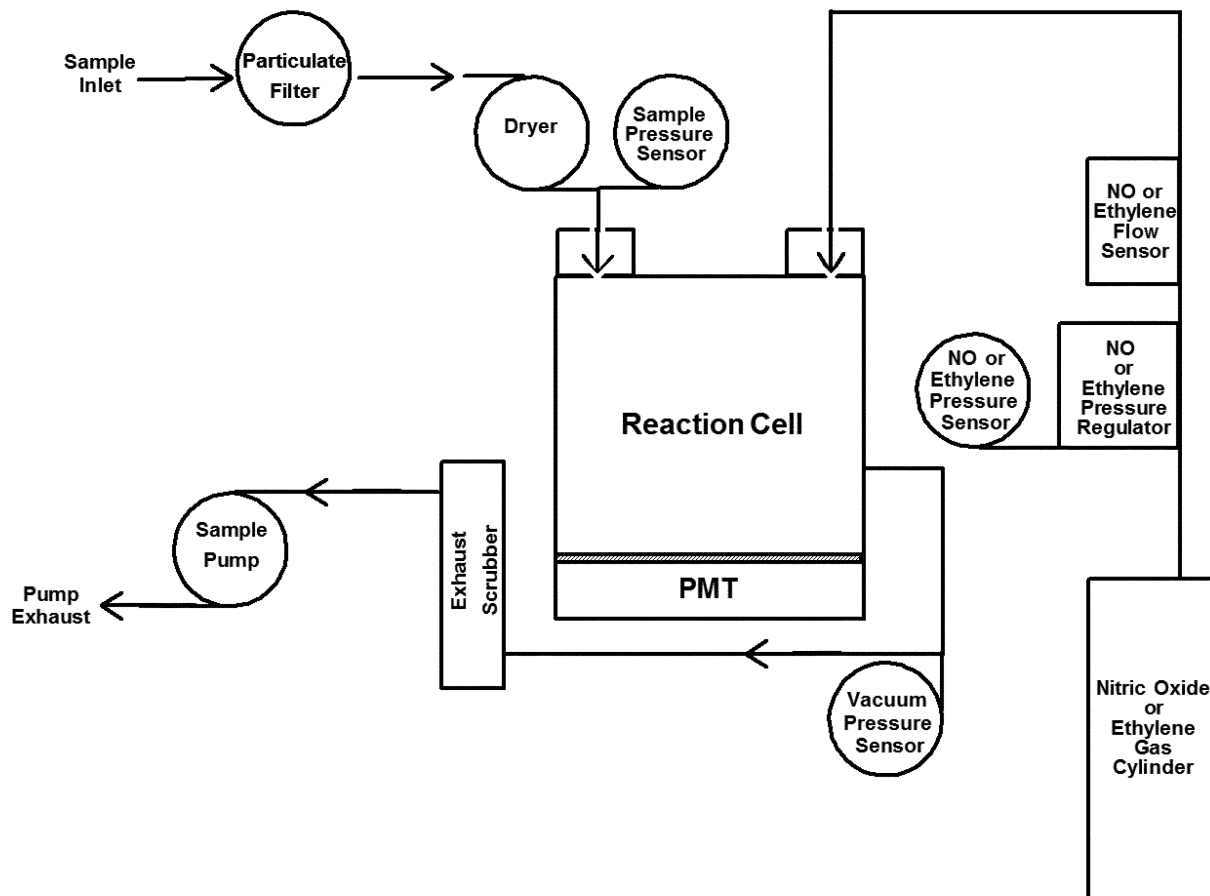 Sample
Inlet
Particulate
Filter
Dryer
Sample
Pressure
Sensor
NO or
Ethylene
Flow
Sensor
NO or
Ethylene
Pressure
Sensor
NO
or
Ethylene
Pressure
Regulator
Reaction Cell
PMT
Exhaust
Scrubber
Sample
Pump
Pump
Exhaust
Vacuum
Pressure
Sensor
Nitric Oxide
or
Ethylene
Gas
Cylinder